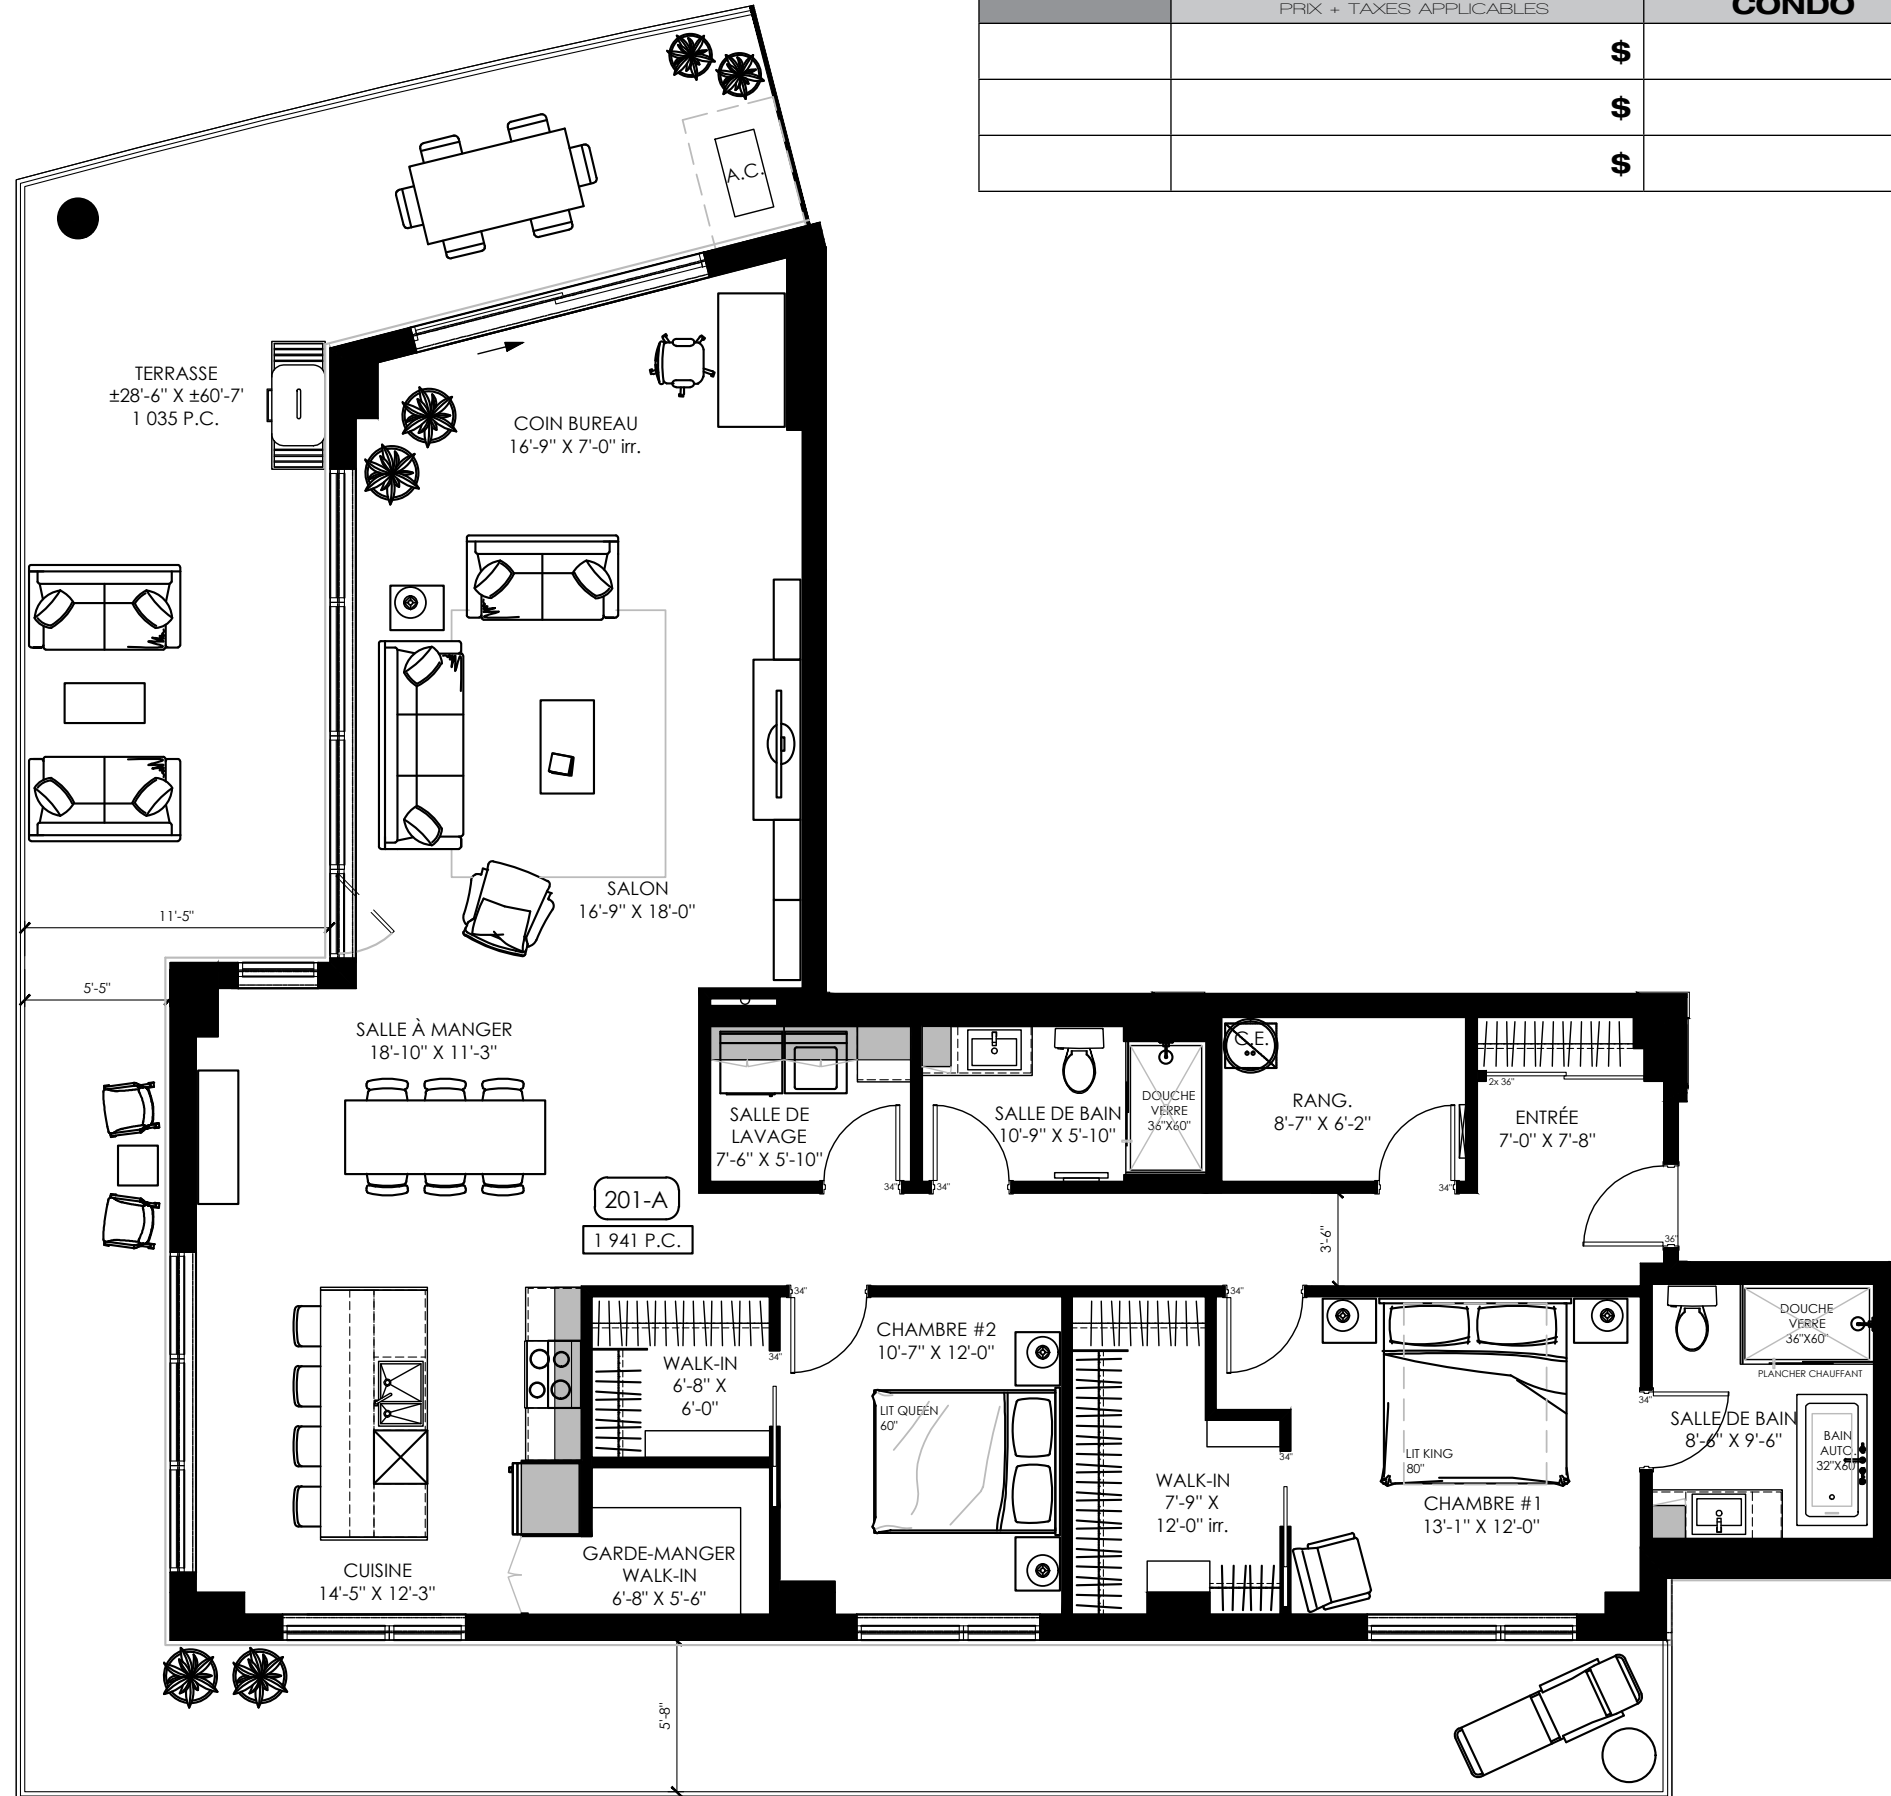 PRIX + TAXES APPLICABLES
CONDO
$
$
$
A.C.
TERRASSE
±28'-6" X ±60'-7'
1 035 P.C.
COIN BUREAU
16'-9" X 7'-0" irr.
SALON
16'-9" X 18'-0"
11'-5"
5'-5"
SALLE À MANGER
18'-10" X 11'-3"
SALLE DE
LAVAGE
7'-6" X 5'-10"
34"
SALLE DE BAIN
10'-9" X 5'-10"
34"
DOUCHE
VERRE
36"X60"
C.E.
RANG.
8'-7" X 6'-2"
34"
2x 36"
ENTRÉE
7'-0" X 7'-8"
36"
201-A
1 941 P.C.
3'-6"
34"
34"
WALK-IN
6'-8" X
6'-0"
34"
CHAMBRE #2
10'-7" X 12'-0"
LIT QUEEN
60"
WALK-IN
7'-9" X
12'-0" irr.
34"
LIT KING
80"
CHAMBRE #1
13'-1" X 12'-0"
DOUCHE
VERRE
36"X60"
PLANCHER CHAUFFANT
34"
SALLE DE BAIN
8'-6" X 9'-6"
BAIN
AUTO.
32"X60"
CUISINE
14'-5" X 12'-3"
GARDE-MANGER
WALK-IN
6'-8" X 5'-6"
5'-8"